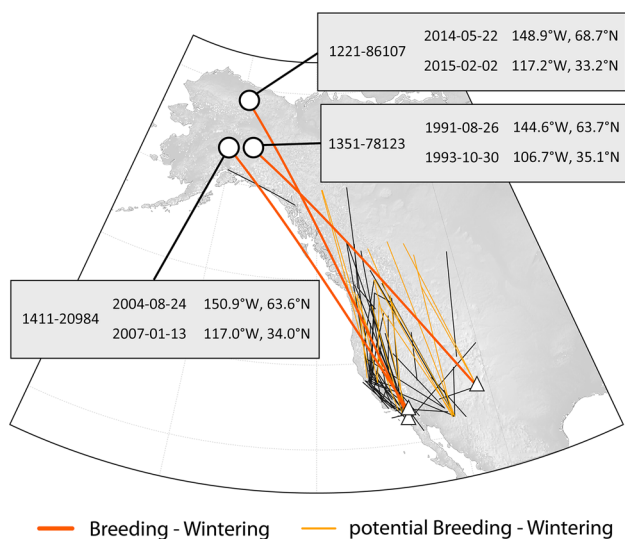 1221-86107
2014-05-22 148.9°W, 68.7°N
2015-02-02 117.2°W, 33.2°N
1351-78123
1991-08-26 144.6°W, 63.7°N
1993-10-30 106.7°W, 35.1°N
1411-20984
2004-08-24 150.9°W, 63.6°N
2007-01-13 117.0°W, 34.0°N
Breeding - Wintering
potential Breeding - Wintering